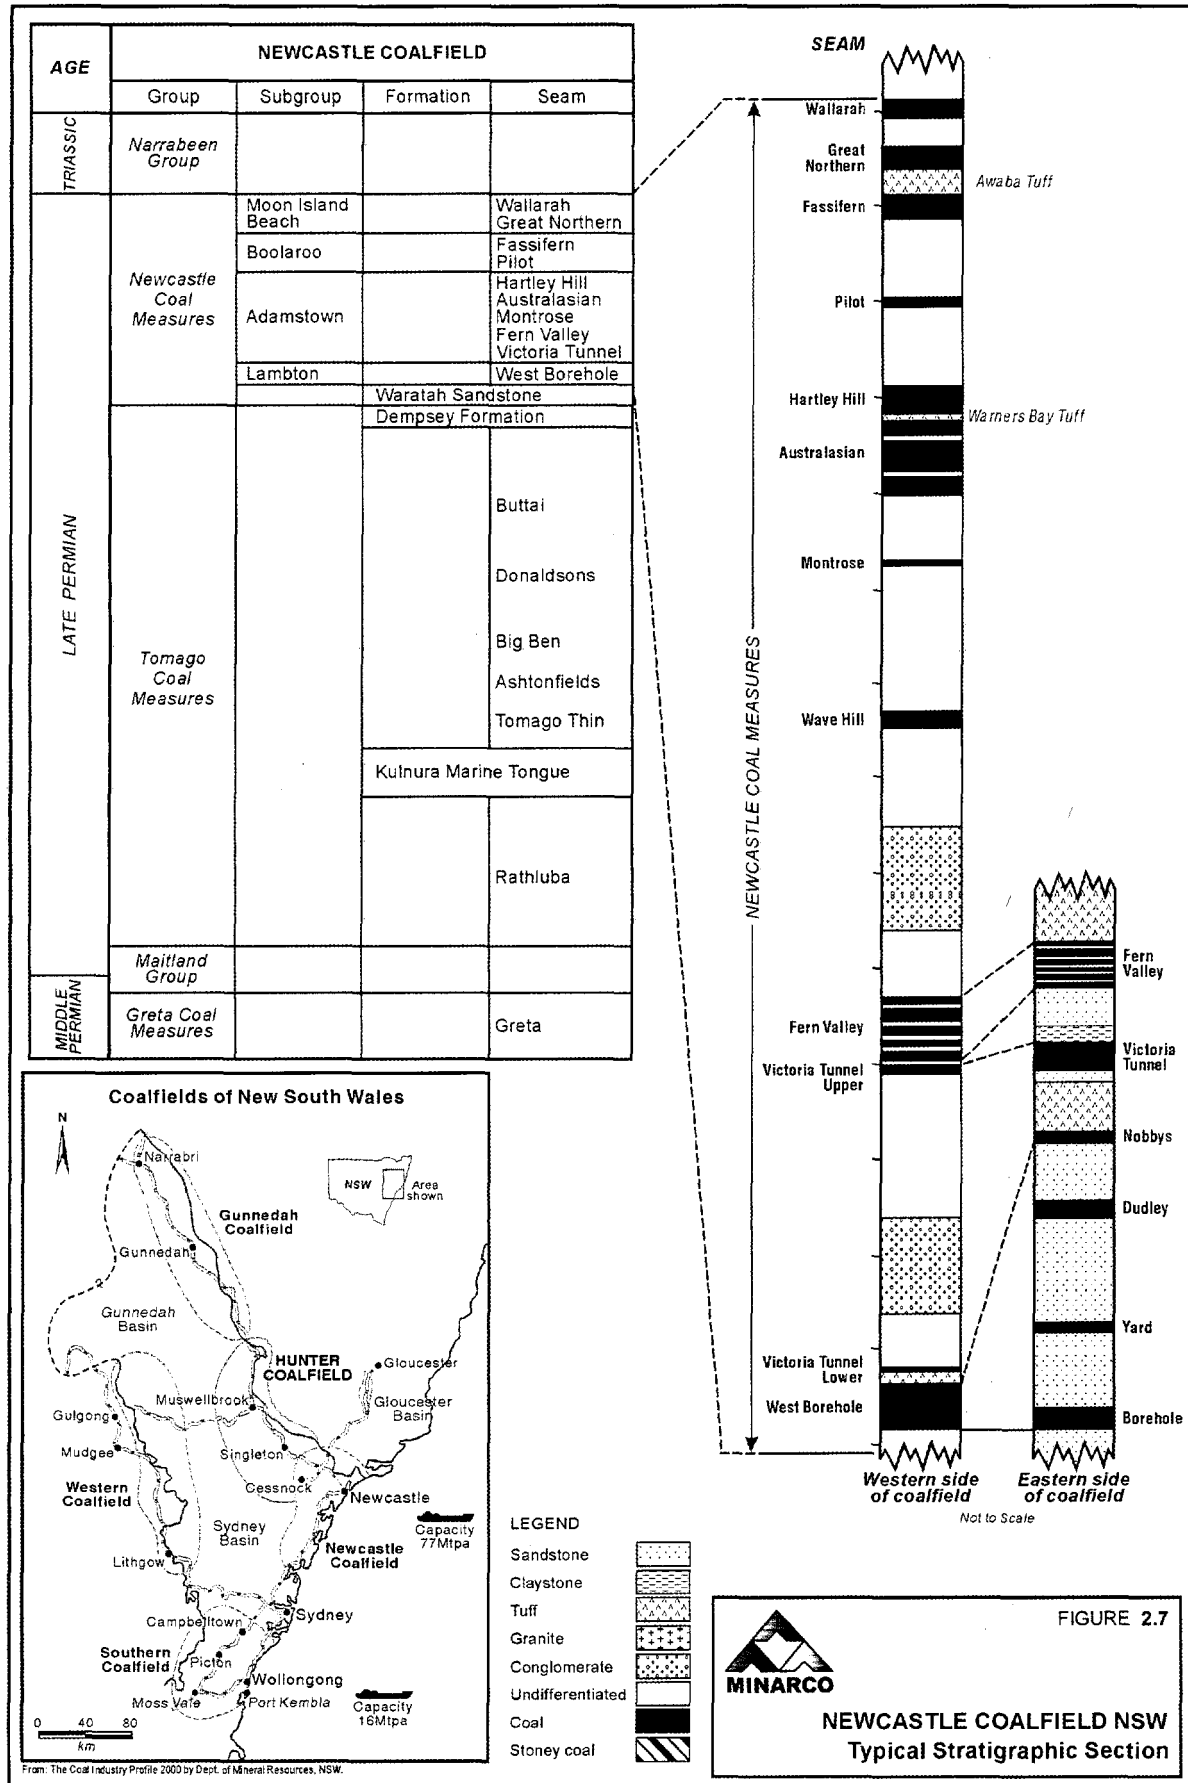 AGE
NEWCASTLE COALFIELD
Group
Subgroup
Formation
Seam
TRIASSIC
Narrabeen
Group
LATE PERMIAN
Newcastle
Coal
Measures
Moon Island
Beach
Wallarah
Great Northern
Boolaroo
Fassifern
Pilot
Adamstown
Hartley Hill
Australasian
Montrose
Fern Valley
Victoria Tunnel
Lambton
West Borehole
Waratah Sandstone
Tomago
Coal
Measures
Dempsey Formation
Buttai
Donaldsons
Big Ben
Ashtonfields
Tomago Thin
Kulnura Marine Tongue
Rathluba
Maitland
Group
MIDDLE
PERMIAN
Greta Coal
Measures
Greta
SEAM
Wallarah
Great
Northern
Awaba Tuff
Fassifern
Pilot
Hartley Hill
Warners Bay Tuff
Australasian
Montrose
NEWCASTLE COAL MEASURES
Wave Hill
Fern Valley
Victoria Tunnel
Upper
Victoria Tunnel
Lower
West Borehole
Fern
Valley
Victoria
Tunnel
Nobbys
Dudley
Yard
Borehole
Western side
of coalfield
Eastern side
of coalfield
Not to Scale
Coalfields of New South Wales
N
Narrabri
NSW
Area
shown
Gunnedah
Coalfield
Gunnedah
Gunnedah
Basin
HUNTER
COALFIELD
Gloucester
Muswellbrook
Gloucester
Basin
Gulgong
Mudgee
Singleton
Cessnock
Western
Coalfield
Newcastle
Sydney
Basin
Newcastle
Coalfield
Capacity
77Mtpa
Lithgow
Campbelltown
Sydney
Southern
Coalfield
Picton
Wollongong
Moss Vale
Port Kembla
Capacity
16Mtpa
0 40 80
km
From: The Coal Industry Profile 2000 by Dept. of Mineral Resources, NSW.
LEGEND
Sandstone
Claystone
Tuff
Granite
Conglomerate
Undifferentiated
Coal
Stoney coal
MINARCO
FIGURE 2.7
NEWCASTLE COALFIELD NSW
Typical Stratigraphic Section